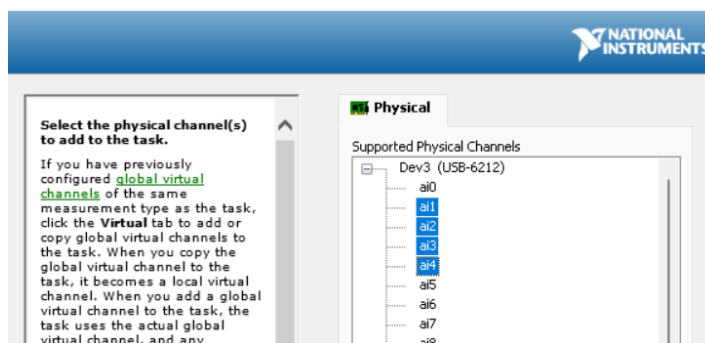 NATIONAL
INSTRUMENTS
Select the physical channel(s)
to add to the task.
If you have previously
configured global virtual
channels of the same
measurement type as the task,
click the Virtual tab to add or
copy global virtual channels to
the task. When you copy the
global virtual channel to the
task, it becomes a local virtual
channel. When you add a global
virtual channel to the task, the
task uses the actual global
virtual channel, and any
Physical
Supported Physical Channels
Dev3 (USB-6212)
ai0
ai1
ai2
ai3
ai4
ai5
ai6
ai7
ai8